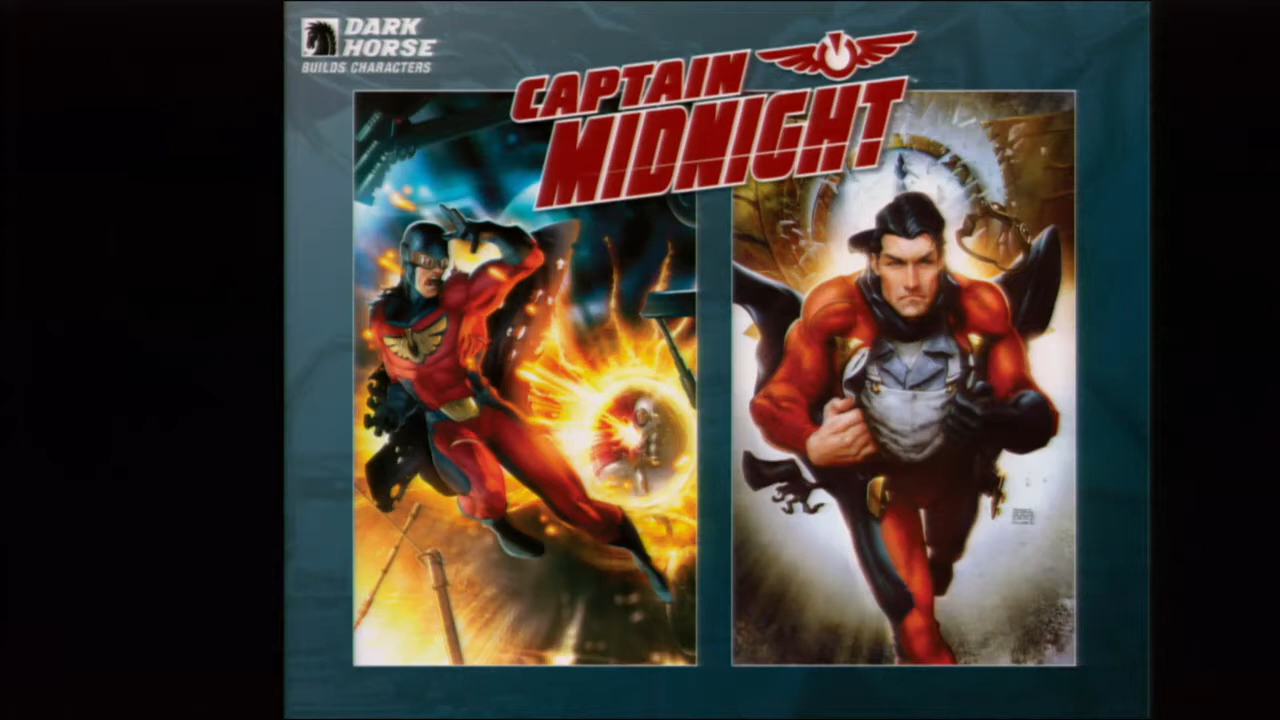 DARK
HORSE
BUILDS CHARACTERS
CAPTAIN
MIDNIGHT